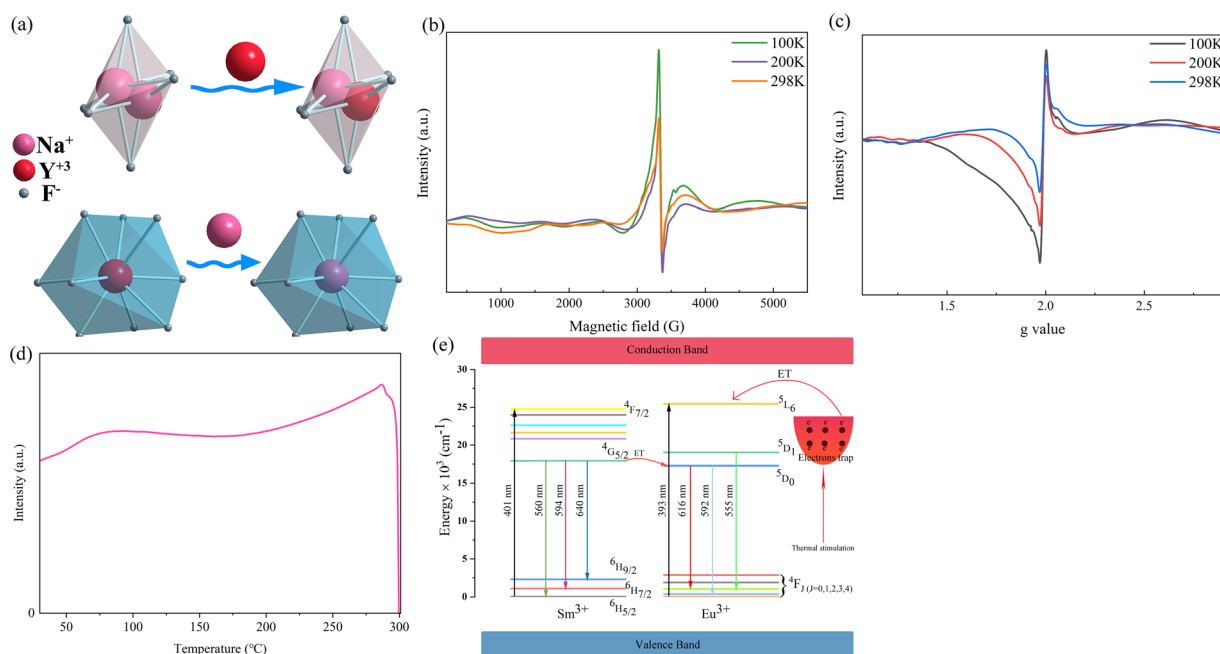 (a)
Na+
Y+3
F-
(b)
100K
200K
298K
Intensity (a.u.)
1000 2000 3000 4000 5000
Magnetic field (G)
(c)
100K
200K
298K
Intensity (a.u.)
1.5 2.0 2.5
g value
(d)
Intensity (a.u.)
0
50 100 150 200 250 300
Temperature (℃)
(e)
Conduction Band
Energy × 10³ (cm⁻¹)
30
25
20
15
10
5
0
4F7/2
4G5/2
ET
401 nm
560 nm
594 nm
640 nm
6H9/2
6H7/2
6H5/2
Sm3+
ET
5L6
5D1
5D0
393 nm
616 nm
592 nm
555 nm
4FJ (J=0,1,2,3,4)
Eu3+
e- e- e-
e- e- e-
Electrons trap
Thermal stimulation
Valence Band